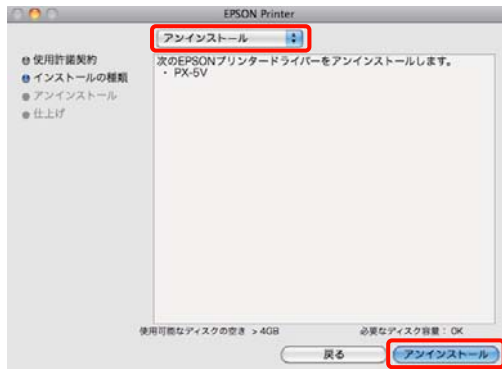 EPSON Printer
アンインストール
使用許諾契約
インストールの種類
アンインストール
仕上げ
次のEPSONプリンタードライバーをアンインストールします。
・ PX-5V
使用可能なディスクの空き > 4GB
必要なディスク容量： OK
戻る
アンインストール